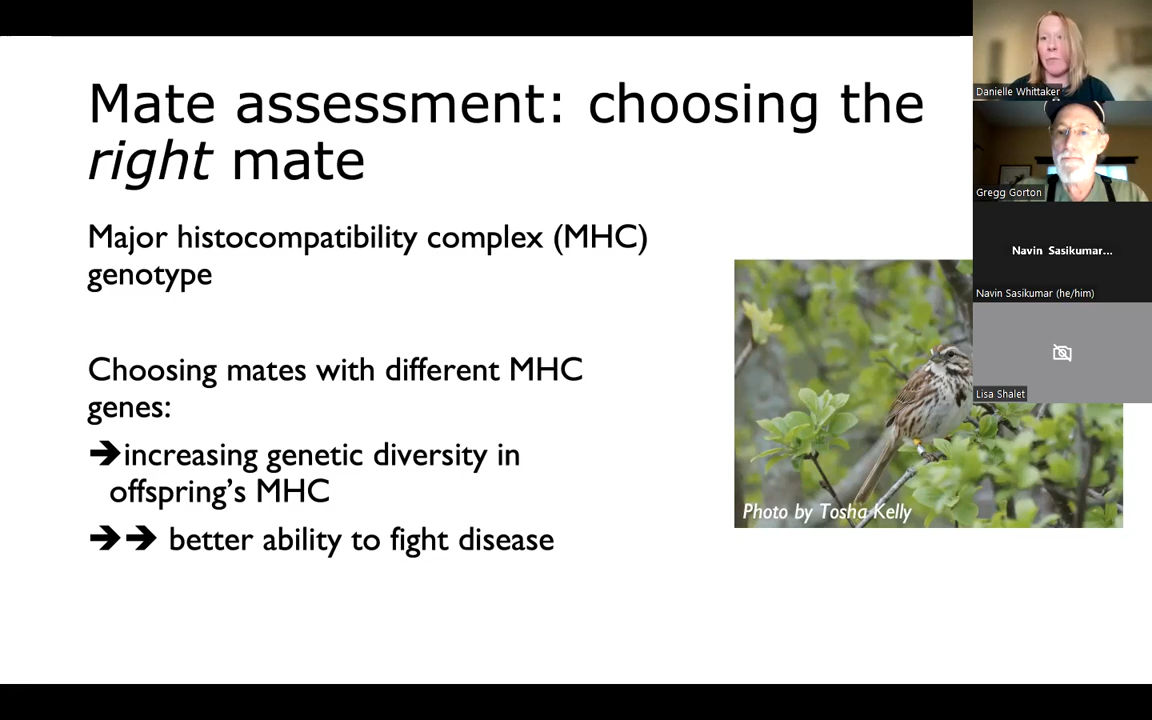 Mate assessment: choosing the
right mate
Major histocompatibility complex (MHC)
genotype
Choosing mates with different MHC
genes:
➔increasing genetic diversity in
offspring’s MHC
➔➔ better ability to fight disease
Photo by Tosha Kelly
Danielle Whittaker
Gregg Gorton
Navin Sasikumar...
Navin Sasikumar (he/him)
Lisa Shalet